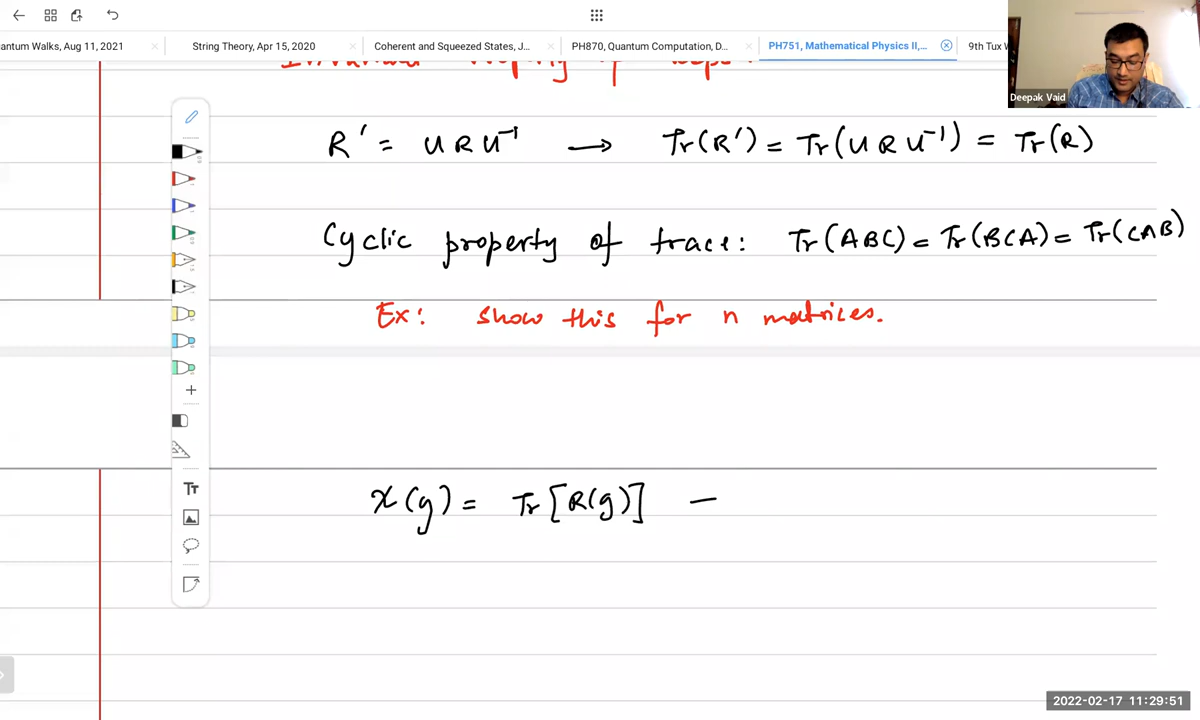 antum Walks, Aug 11, 2021 String Theory, Apr 15, 2020 Coherent and Squeezed States, J... PH870, Quantum Computation, D... PH751, Mathematical Physics II,... 9th Tux W
Deepak Vaid
R' = U R U⁻¹ → Tr(R') = Tr(U R U⁻¹) = Tr(R)
Cyclic property of trace: Tr(ABC) = Tr(BCA) = Tr(CAB)
Ex: show this for n matrices.
χ(g) = Tr[R(g)] —
TT
2022-02-17 11:29:51